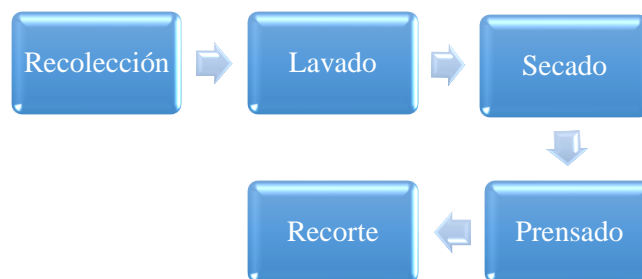 Recolección
Lavado
Secado
Prensado
Recorte